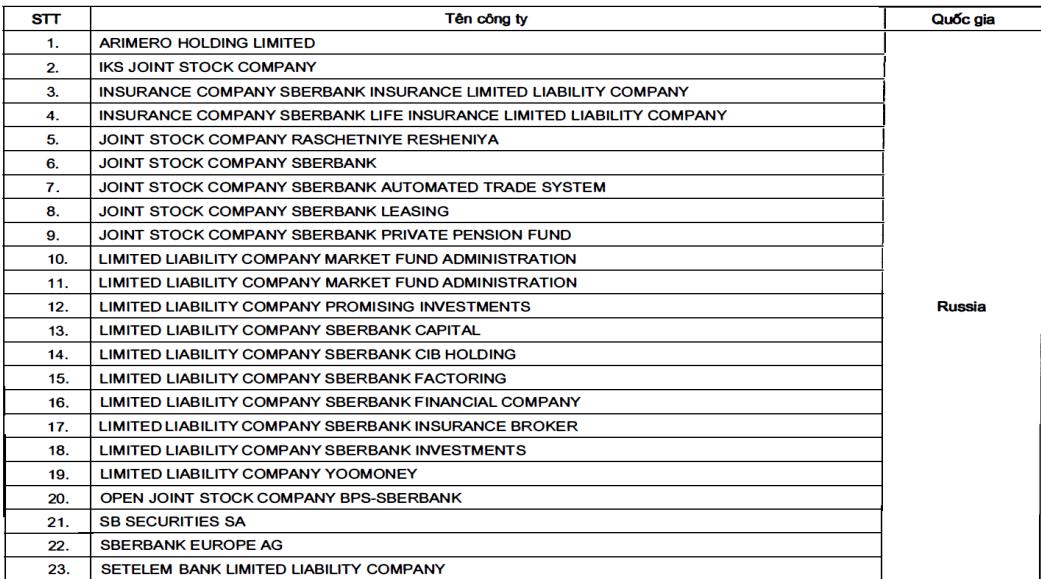 STT Tên công ty Quốc gia
1. ARIMERO HOLDING LIMITED
2. IKS JOINT STOCK COMPANY
3. INSURANCE COMPANY SBERBANK INSURANCE LIMITED LIABILITY COMPANY
4. INSURANCE COMPANY SBERBANK LIFE INSURANCE LIMITED LIABILITY COMPANY
5. JOINT STOCK COMPANY RASCHETNIYE RESHENIYA
6. JOINT STOCK COMPANY SBERBANK
7. JOINT STOCK COMPANY SBERBANK AUTOMATED TRADE SYSTEM
8. JOINT STOCK COMPANY SBERBANK LEASING
9. JOINT STOCK COMPANY SBERBANK PRIVATE PENSION FUND
10. LIMITED LIABILITY COMPANY MARKET FUND ADMINISTRATION
11. LIMITED LIABILITY COMPANY MARKET FUND ADMINISTRATION
12. LIMITED LIABILITY COMPANY PROMISING INVESTMENTS Russia
13. LIMITED LIABILITY COMPANY SBERBANK CAPITAL
14. LIMITED LIABILITY COMPANY SBERBANK CIB HOLDING
15. LIMITED LIABILITY COMPANY SBERBANK FACTORING
16. LIMITED LIABILITY COMPANY SBERBANK FINANCIAL COMPANY
17. LIMITED LIABILITY COMPANY SBERBANK INSURANCE BROKER
18. LIMITED LIABILITY COMPANY SBERBANK INVESTMENTS
19. LIMITED LIABILITY COMPANY YOOMONEY
20. OPEN JOINT STOCK COMPANY BPS-SBERBANK
21. SB SECURITIES SA
22. SBERBANK EUROPE AG
23. SETELEM BANK LIMITED LIABILITY COMPANY